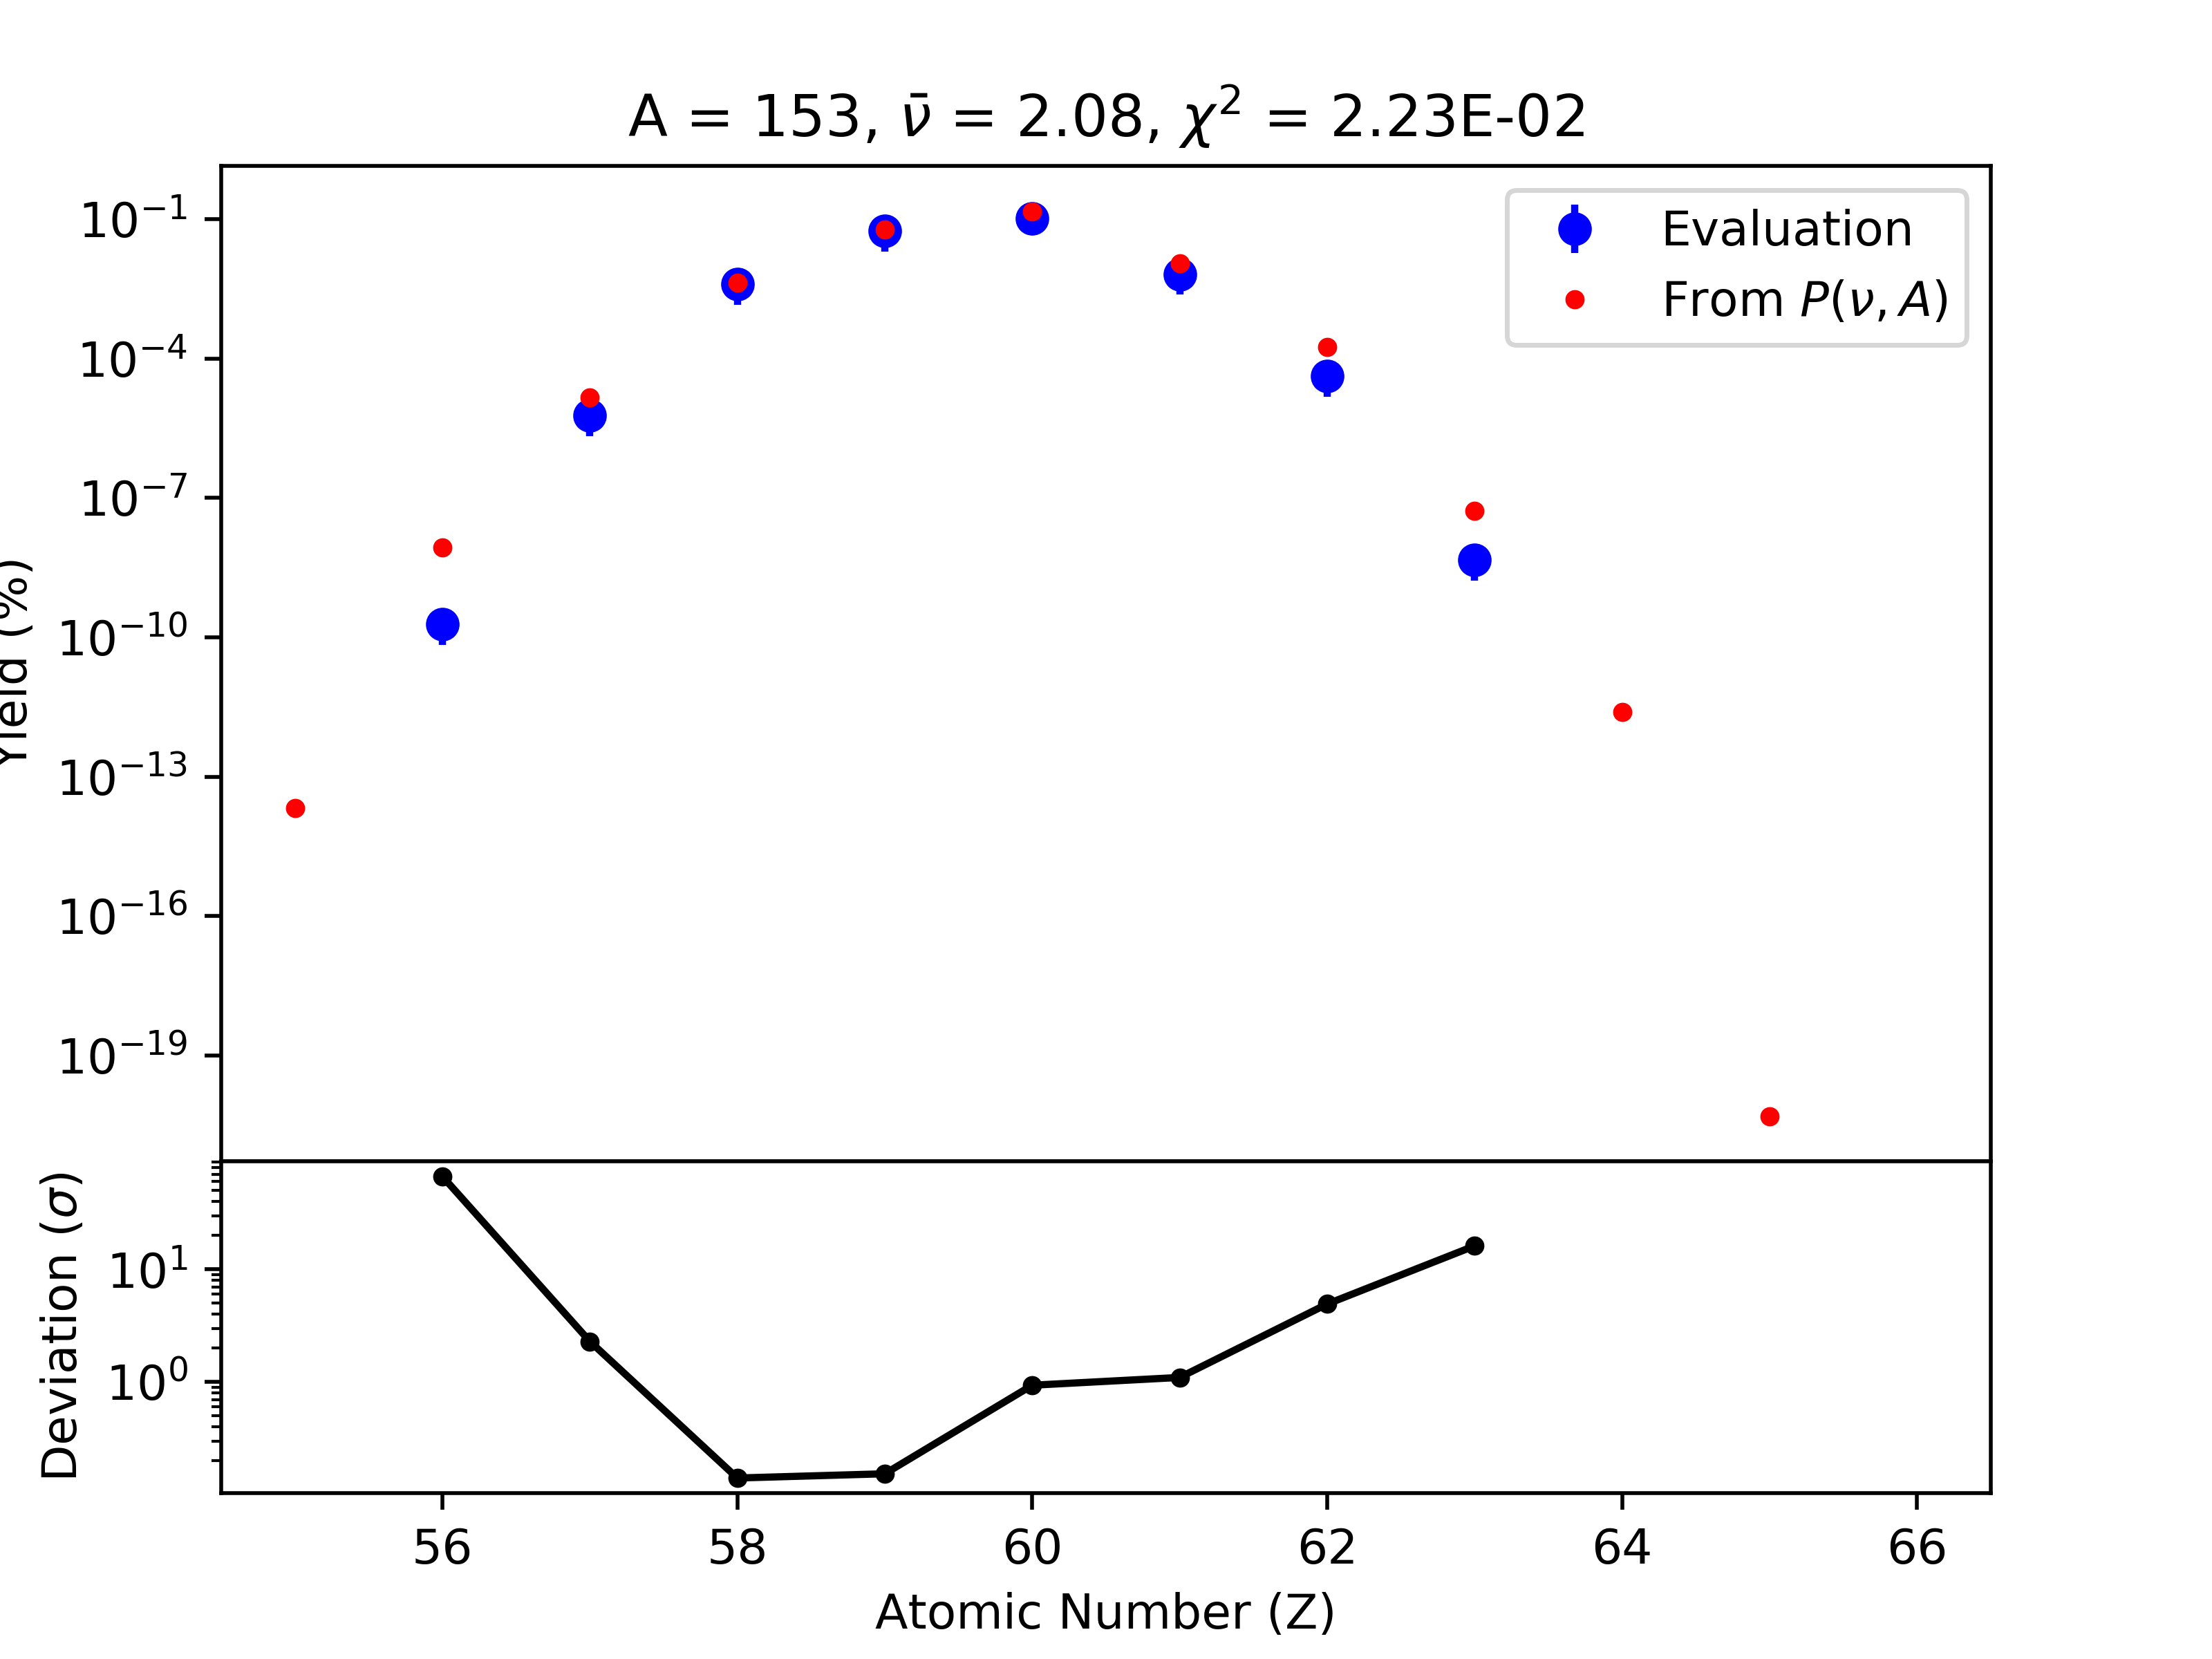 A = 153, ν̄ = 2.08, χ² = 2.23E-02
Evaluation
From P(ν, A)
Yield (%)
10⁻¹
10⁻⁴
10⁻⁷
10⁻¹⁰
10⁻¹³
10⁻¹⁶
10⁻¹⁹
Deviation (σ)
10¹
10⁰
56 58 60 62 64 66
Atomic Number (Z)